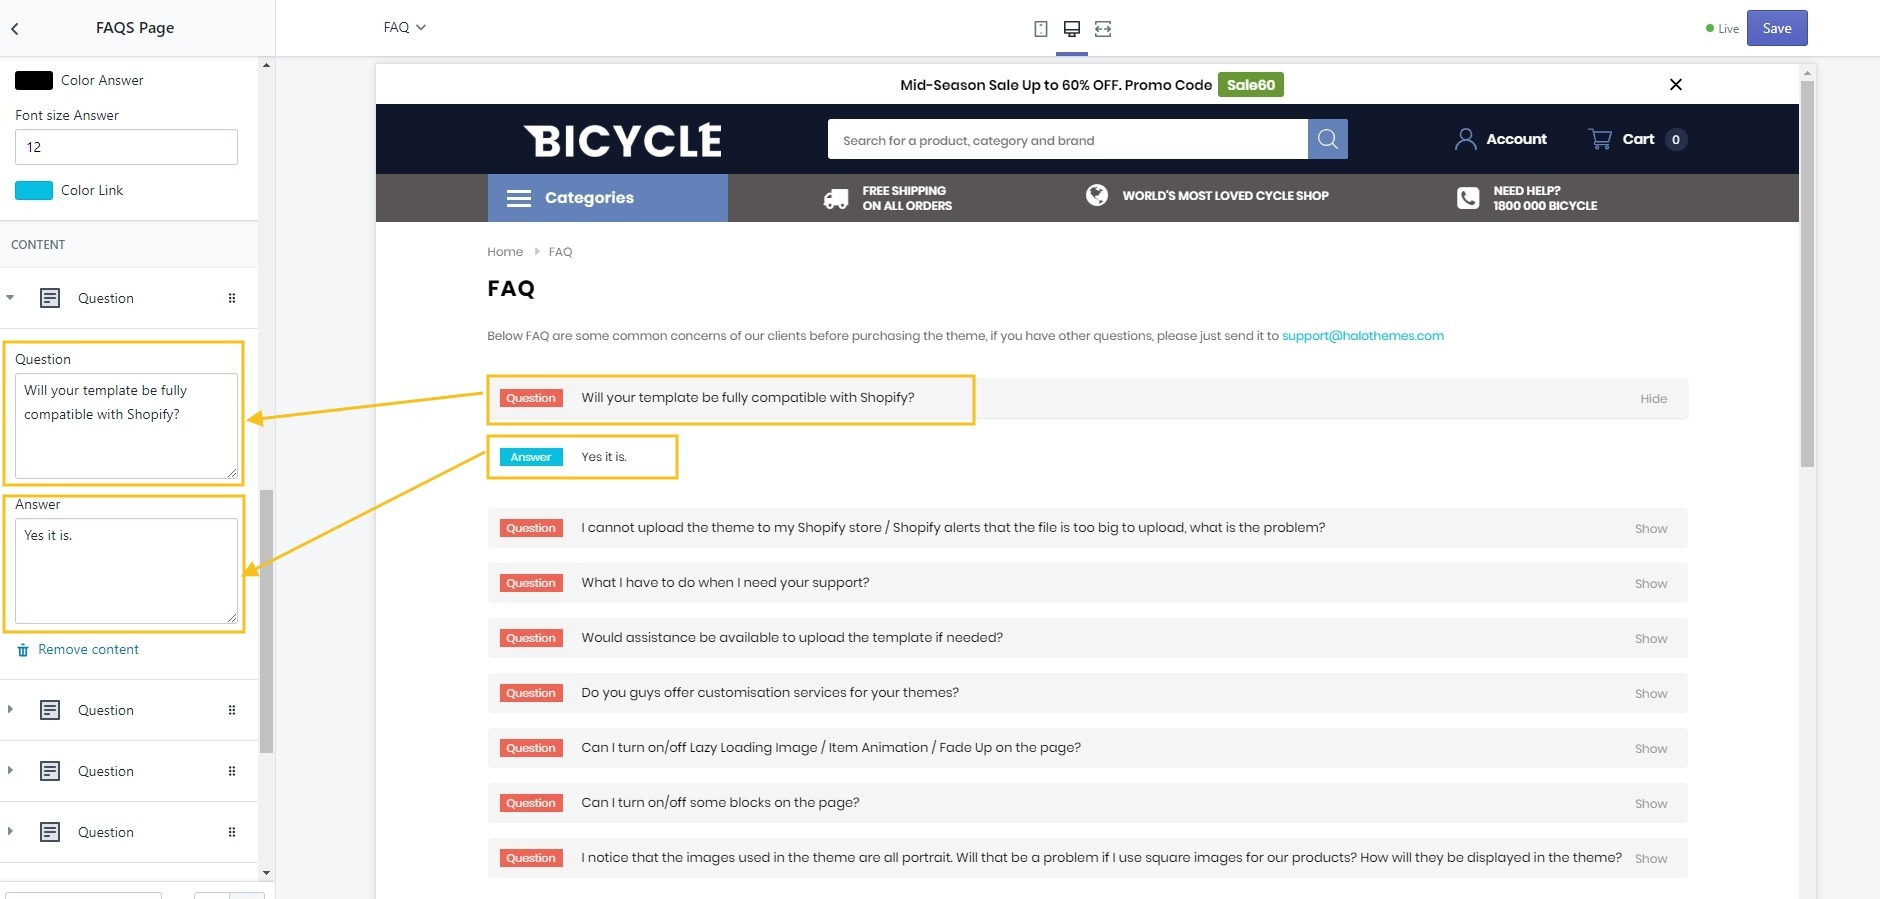 FAQS Page
FAQ
Live
Save
Color Answer
Font size Answer
12
Color Link
CONTENT
Question
Question
Will your template be fully
compatible with Shopify?
Answer
Yes it is.
Remove content
Question
Question
Question
Mid-Season Sale Up to 60% OFF. Promo Code Sale60
BICYCLE
Search for a product, category and brand
Account
Cart 0
Categories
FREE SHIPPING
ON ALL ORDERS
WORLD'S MOST LOVED CYCLE SHOP
NEED HELP?
1800 000 BICYCLE
Home FAQ
FAQ
Below FAQ are some common concerns of our clients before purchasing the theme, if you have other questions, please just send it to support@halothemes.com
Question Will your template be fully compatible with Shopify? Hide
Answer Yes it is.
Question I cannot upload the theme to my Shopify store / Shopify alerts that the file is too big to upload, what is the problem? Show
Question What I have to do when I need your support? Show
Question Would assistance be available to upload the template if needed? Show
Question Do you guys offer customisation services for your themes? Show
Question Can I turn on/off Lazy Loading Image / Item Animation / Fade Up on the page? Show
Question Can I turn on/off some blocks on the page? Show
Question I notice that the images used in the theme are all portrait. Will that be a problem if I use square images for our products? How will they be displayed in the theme? Show